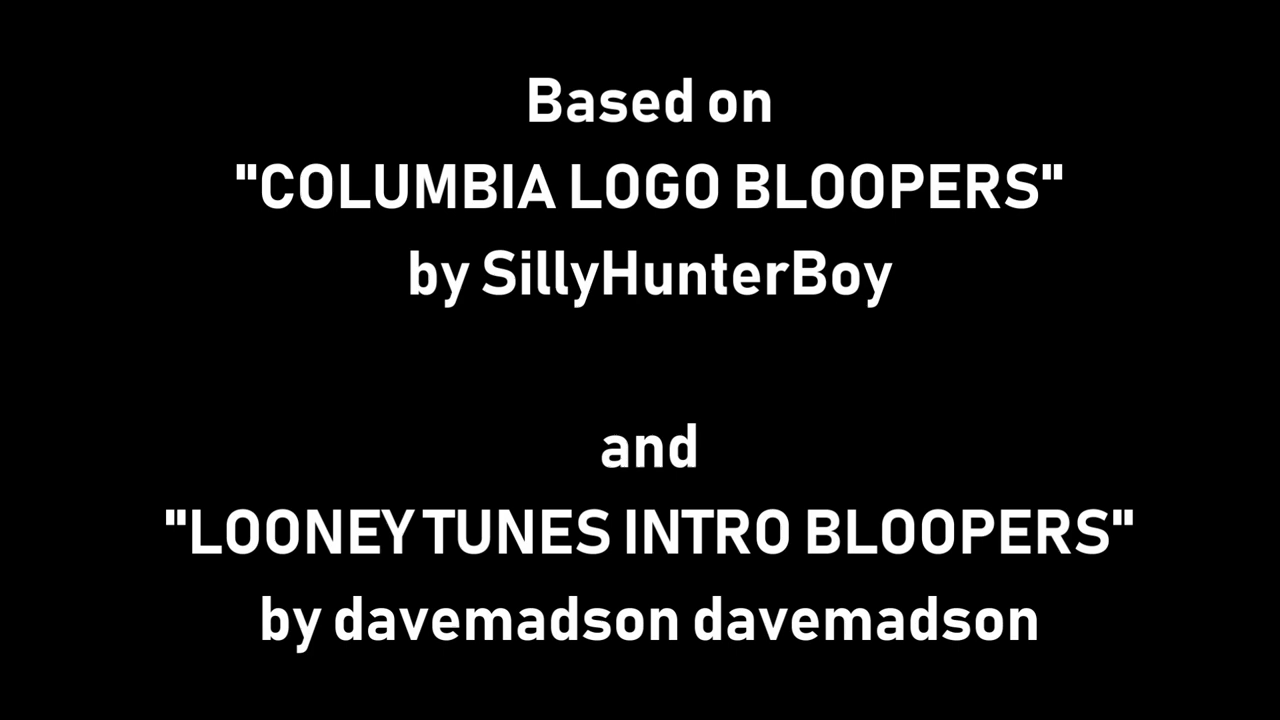 Based on
"COLUMBIA LOGO BLOOPERS"
by SillyHunterBoy
and
"LOONEY TUNES INTRO BLOOPERS"
by davemadson davemadson